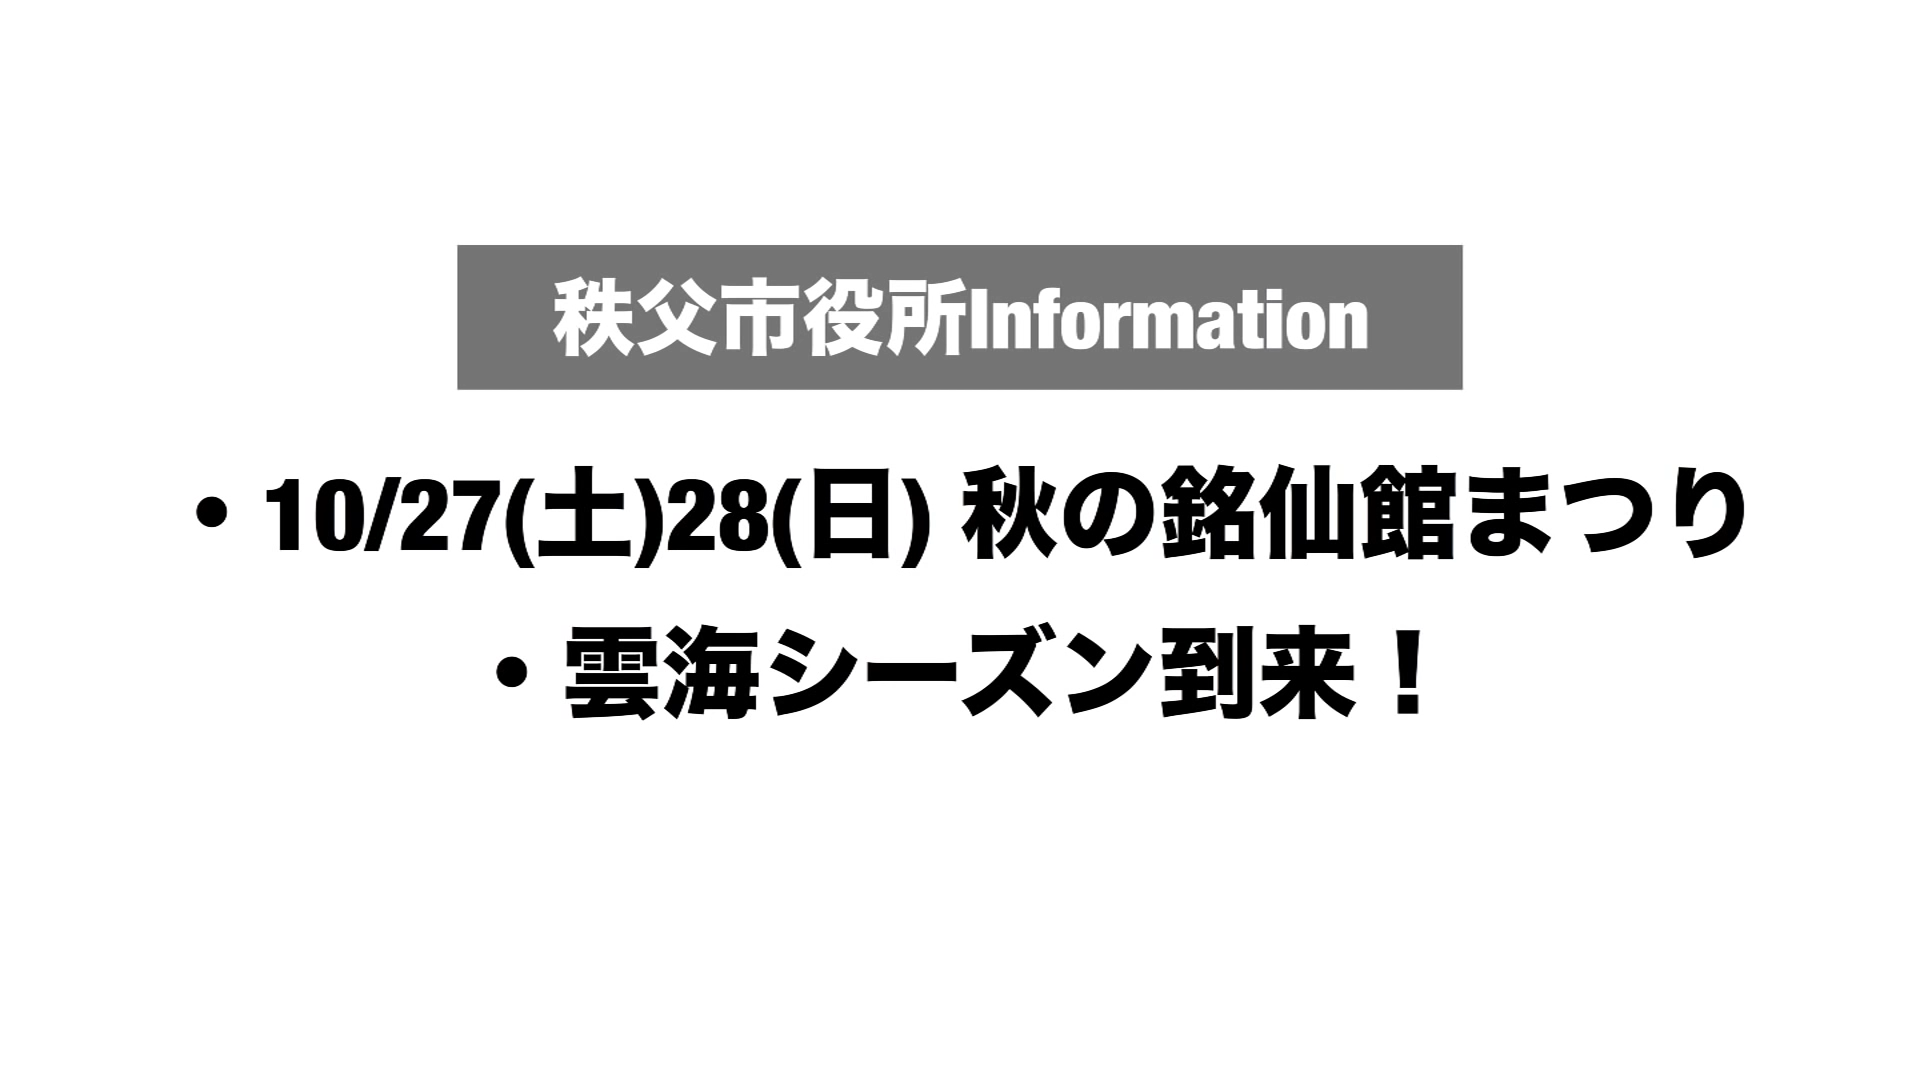 秩父市役所Information
・10/27(土)28(日) 秋の銘仙館まつり
・雲海シーズン到来！